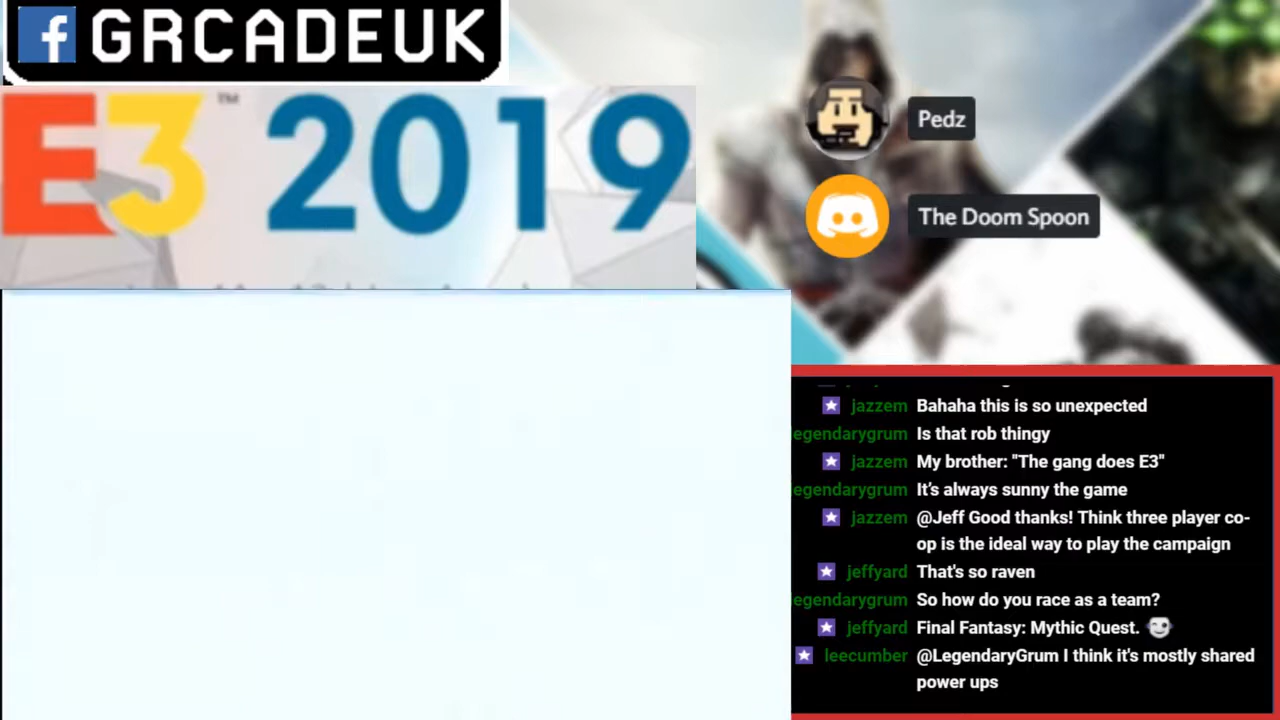 GRCADEUK
E3™ 2019
Pedz
The Doom Spoon
jazzem Bahaha this is so unexpected
egendarygrum Is that rob thingy
jazzem My brother: "The gang does E3"
egendarygrum It's always sunny the game
jazzem @Jeff Good thanks! Think three player co-
op is the ideal way to play the campaign
jeffyard That's so raven
egendarygrum So how do you race as a team?
jeffyard Final Fantasy: Mythic Quest.
leecumber @LegendaryGrum I think it's mostly shared
power ups